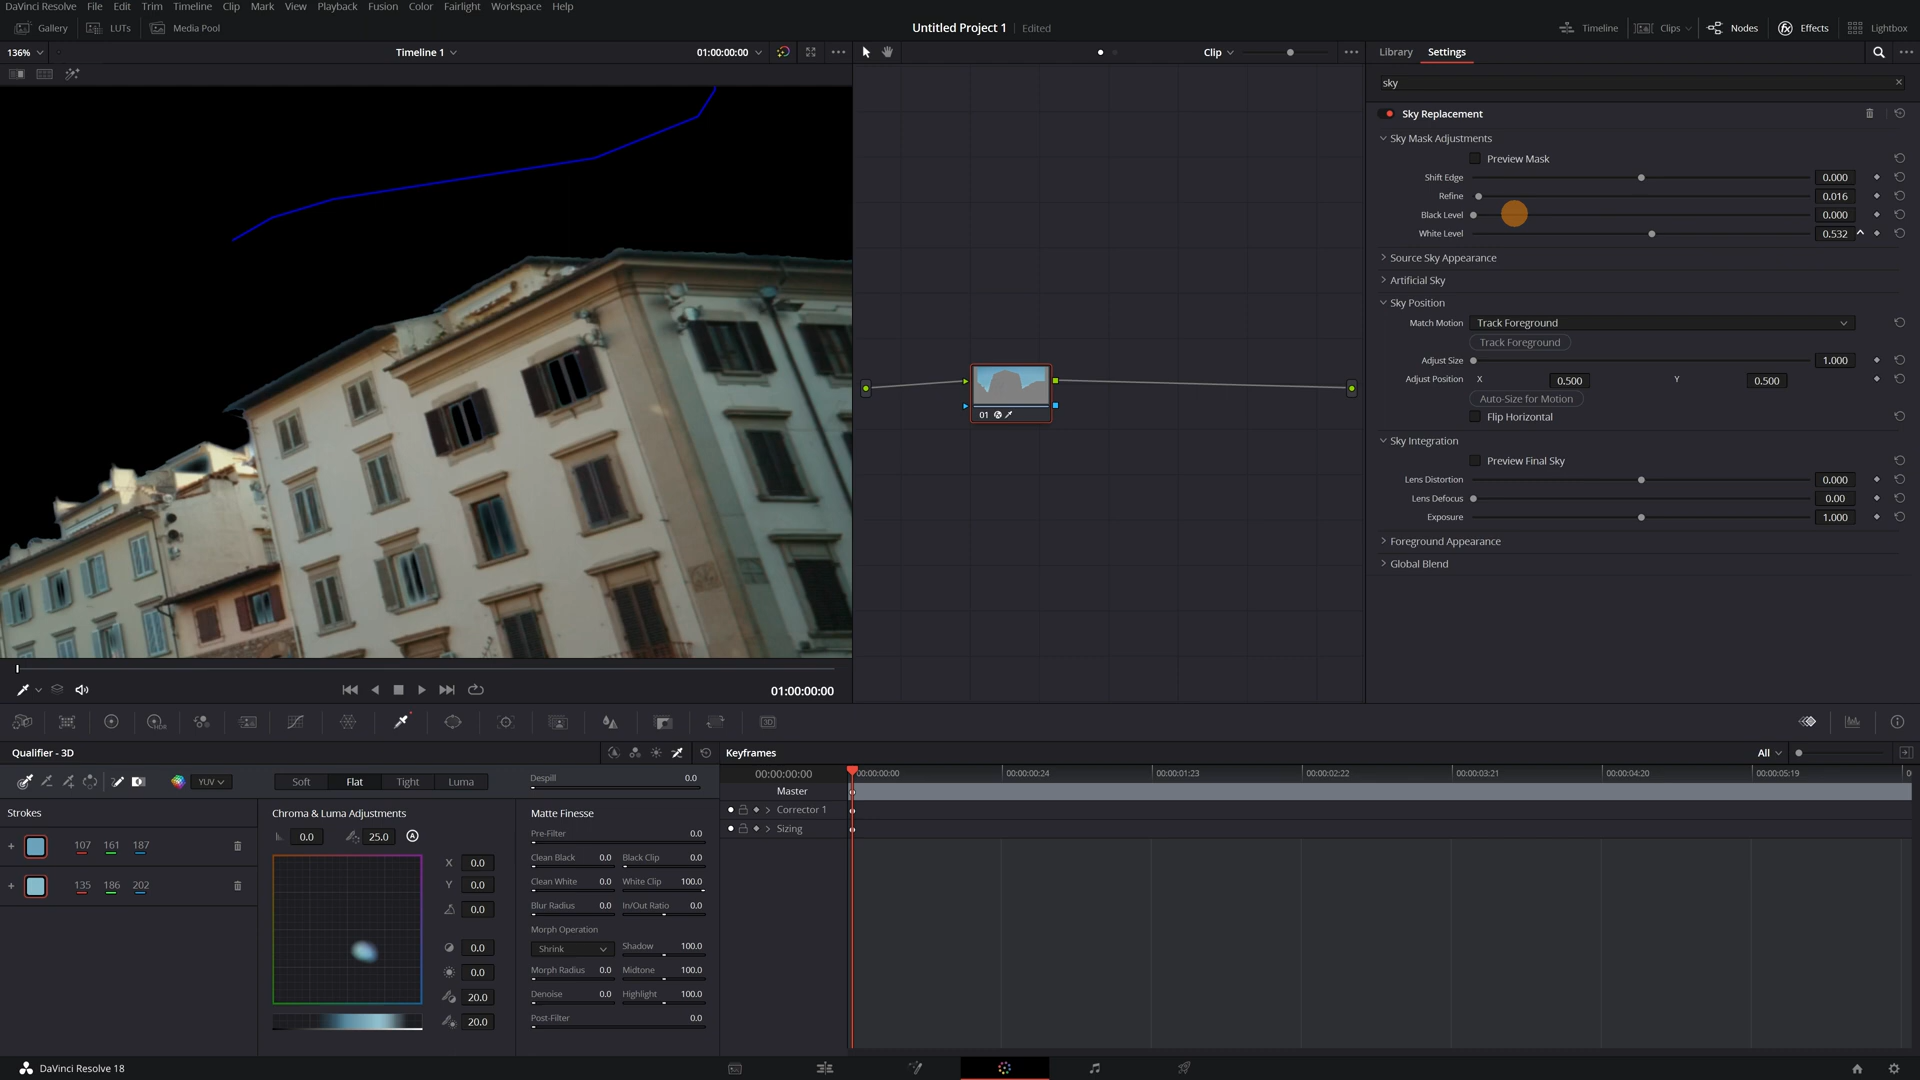 DaVinci Resolve File Edit Trim Timeline Clip Mark View Playback Fusion Color Fairlight Workspace Help
Gallery LUTs Media Pool Untitled Project 1 Edited Timeline Clips Nodes Effects Lightbox
136% Timeline 1 01:00:00:00 Clip Library Settings
sky
Sky Replacement
Sky Mask Adjustments
Preview Mask
Shift Edge 0.000
Refine 0.016
Black Level 0.000
White Level 0.532
Source Sky Appearance
Artificial Sky
Sky Position
Match Motion Track Foreground
Track Foreground
Adjust Size 1.000
Adjust Position X 0.500 Y 0.500
Auto-Size for Motion
Flip Horizontal
Sky Integration
Preview Final Sky
Lens Distortion 0.000
Lens Defocus 0.00
Exposure 1.000
Foreground Appearance
Global Blend
01
01:00:00:00
HDR
3D
Qualifier - 3D
YUV Soft Flat Tight Luma
Strokes
107 161 187
135 186 202
Chroma & Luma Adjustments
0.0 25.0
X 0.0
Y 0.0
0.0
0.0
0.0
20.0
20.0
Despill 0.0
Matte Finesse
Pre-Filter 0.0
Clean Black 0.0 Black Clip 0.0
Clean White 0.0 White Clip 100.0
Blur Radius 0.0 In/Out Ratio 0.0
Morph Operation
Shrink Shadow 100.0
Morph Radius 0.0 Midtone 100.0
Denoise 0.0 Highlight 100.0
Post-Filter 0.0
Keyframes All
00:00:00:00 00:00:00:00 00:00:00:24 00:00:01:23 00:00:02:22 00:00:03:21 00:00:04:20 00:00:05:19 0
Master
Corrector 1
Sizing
DaVinci Resolve 18